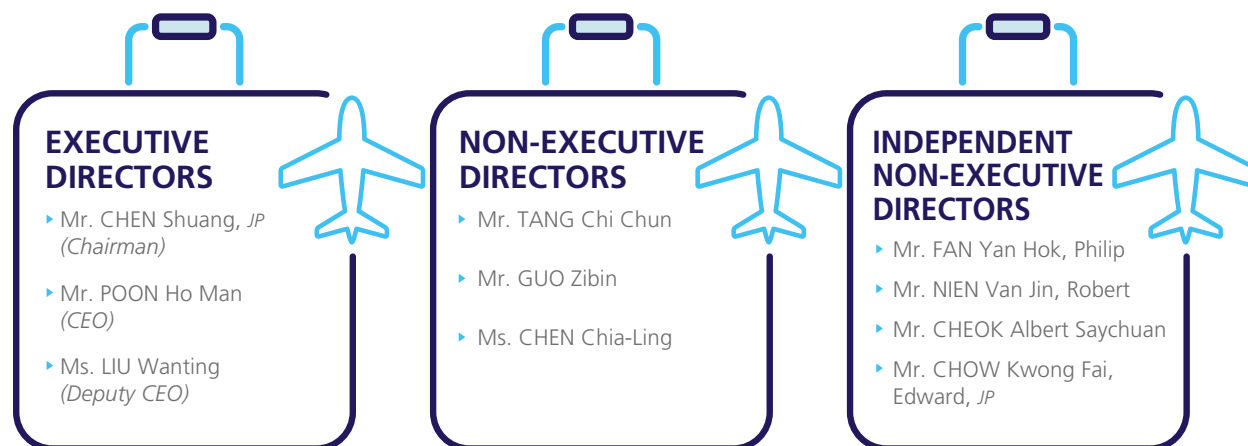 EXECUTIVE
DIRECTORS
Mr. CHEN Shuang, JP
(Chairman)
Mr. POON Ho Man
(CEO)
Ms. LIU Wanting
(Deputy CEO)
NON-EXECUTIVE
DIRECTORS
Mr. TANG Chi Chun
Mr. GUO Zibin
Ms. CHEN Chia-Ling
INDEPENDENT
NON-EXECUTIVE
DIRECTORS
Mr. FAN Yan Hok, Philip
Mr. NIEN Van Jin, Robert
Mr. CHEOK Albert Saychuan
Mr. CHOW Kwong Fai,
Edward, JP